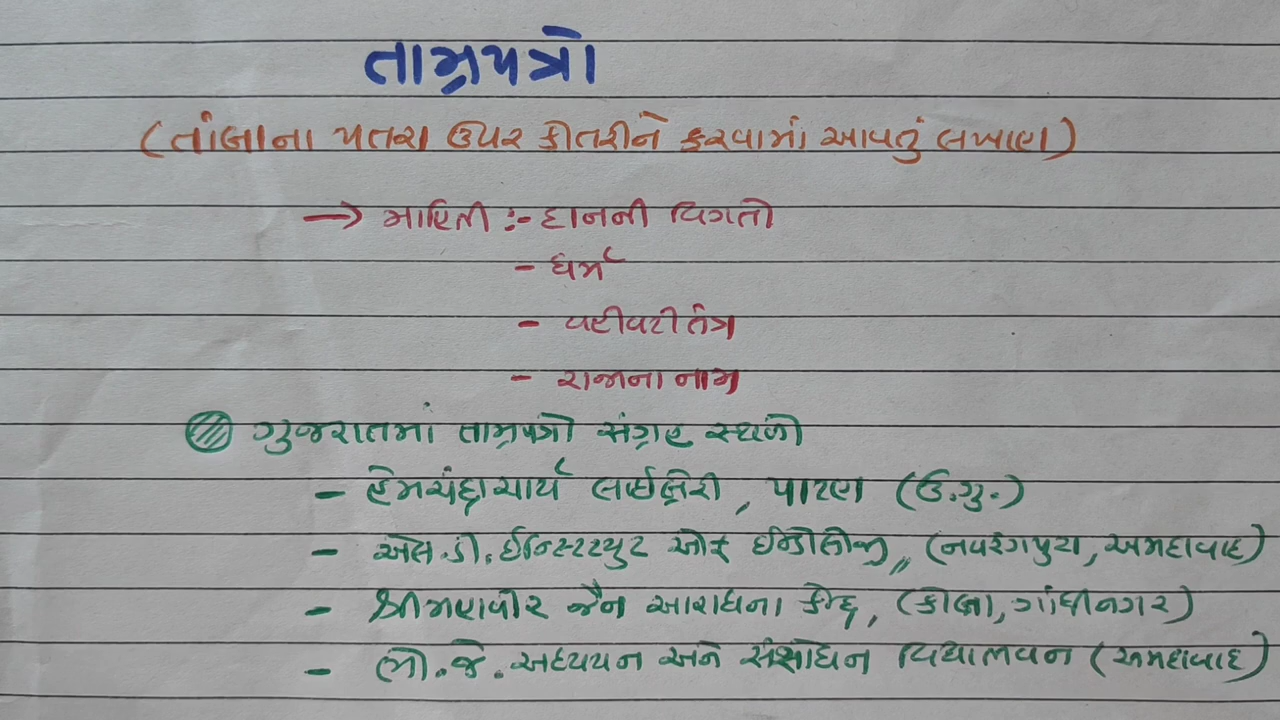 તામ્રપત્રો
(તાંબાના પતરા ઉપર કોતરીને કરવામાં આવતું લખાણ)
→ માહિતી :- દાનની વિગતો
- ધર્મ
- વહીવટી તંત્ર
- રાજાના નામ
ગુજરાતમાં તામ્રપત્રો સંગ્રહ સ્થળો
- હેમચંદ્રાચાર્ય લાઈબ્રેરી, પાટણ (ઉ.ગુ.)
- એલ.ડી. ઈન્સ્ટિટ્યુટ ઓફ ઈન્ડોલોજી,, (નવરંગપુરા, અમદાવાદ)
- શ્રીમહાવીર જૈન આરાધના કેન્દ્ર, (કોબા, ગાંધીનગર)
- ભો.જે. અધ્યયન અને સંશોધન વિદ્યાભવન (અમદાવાદ)